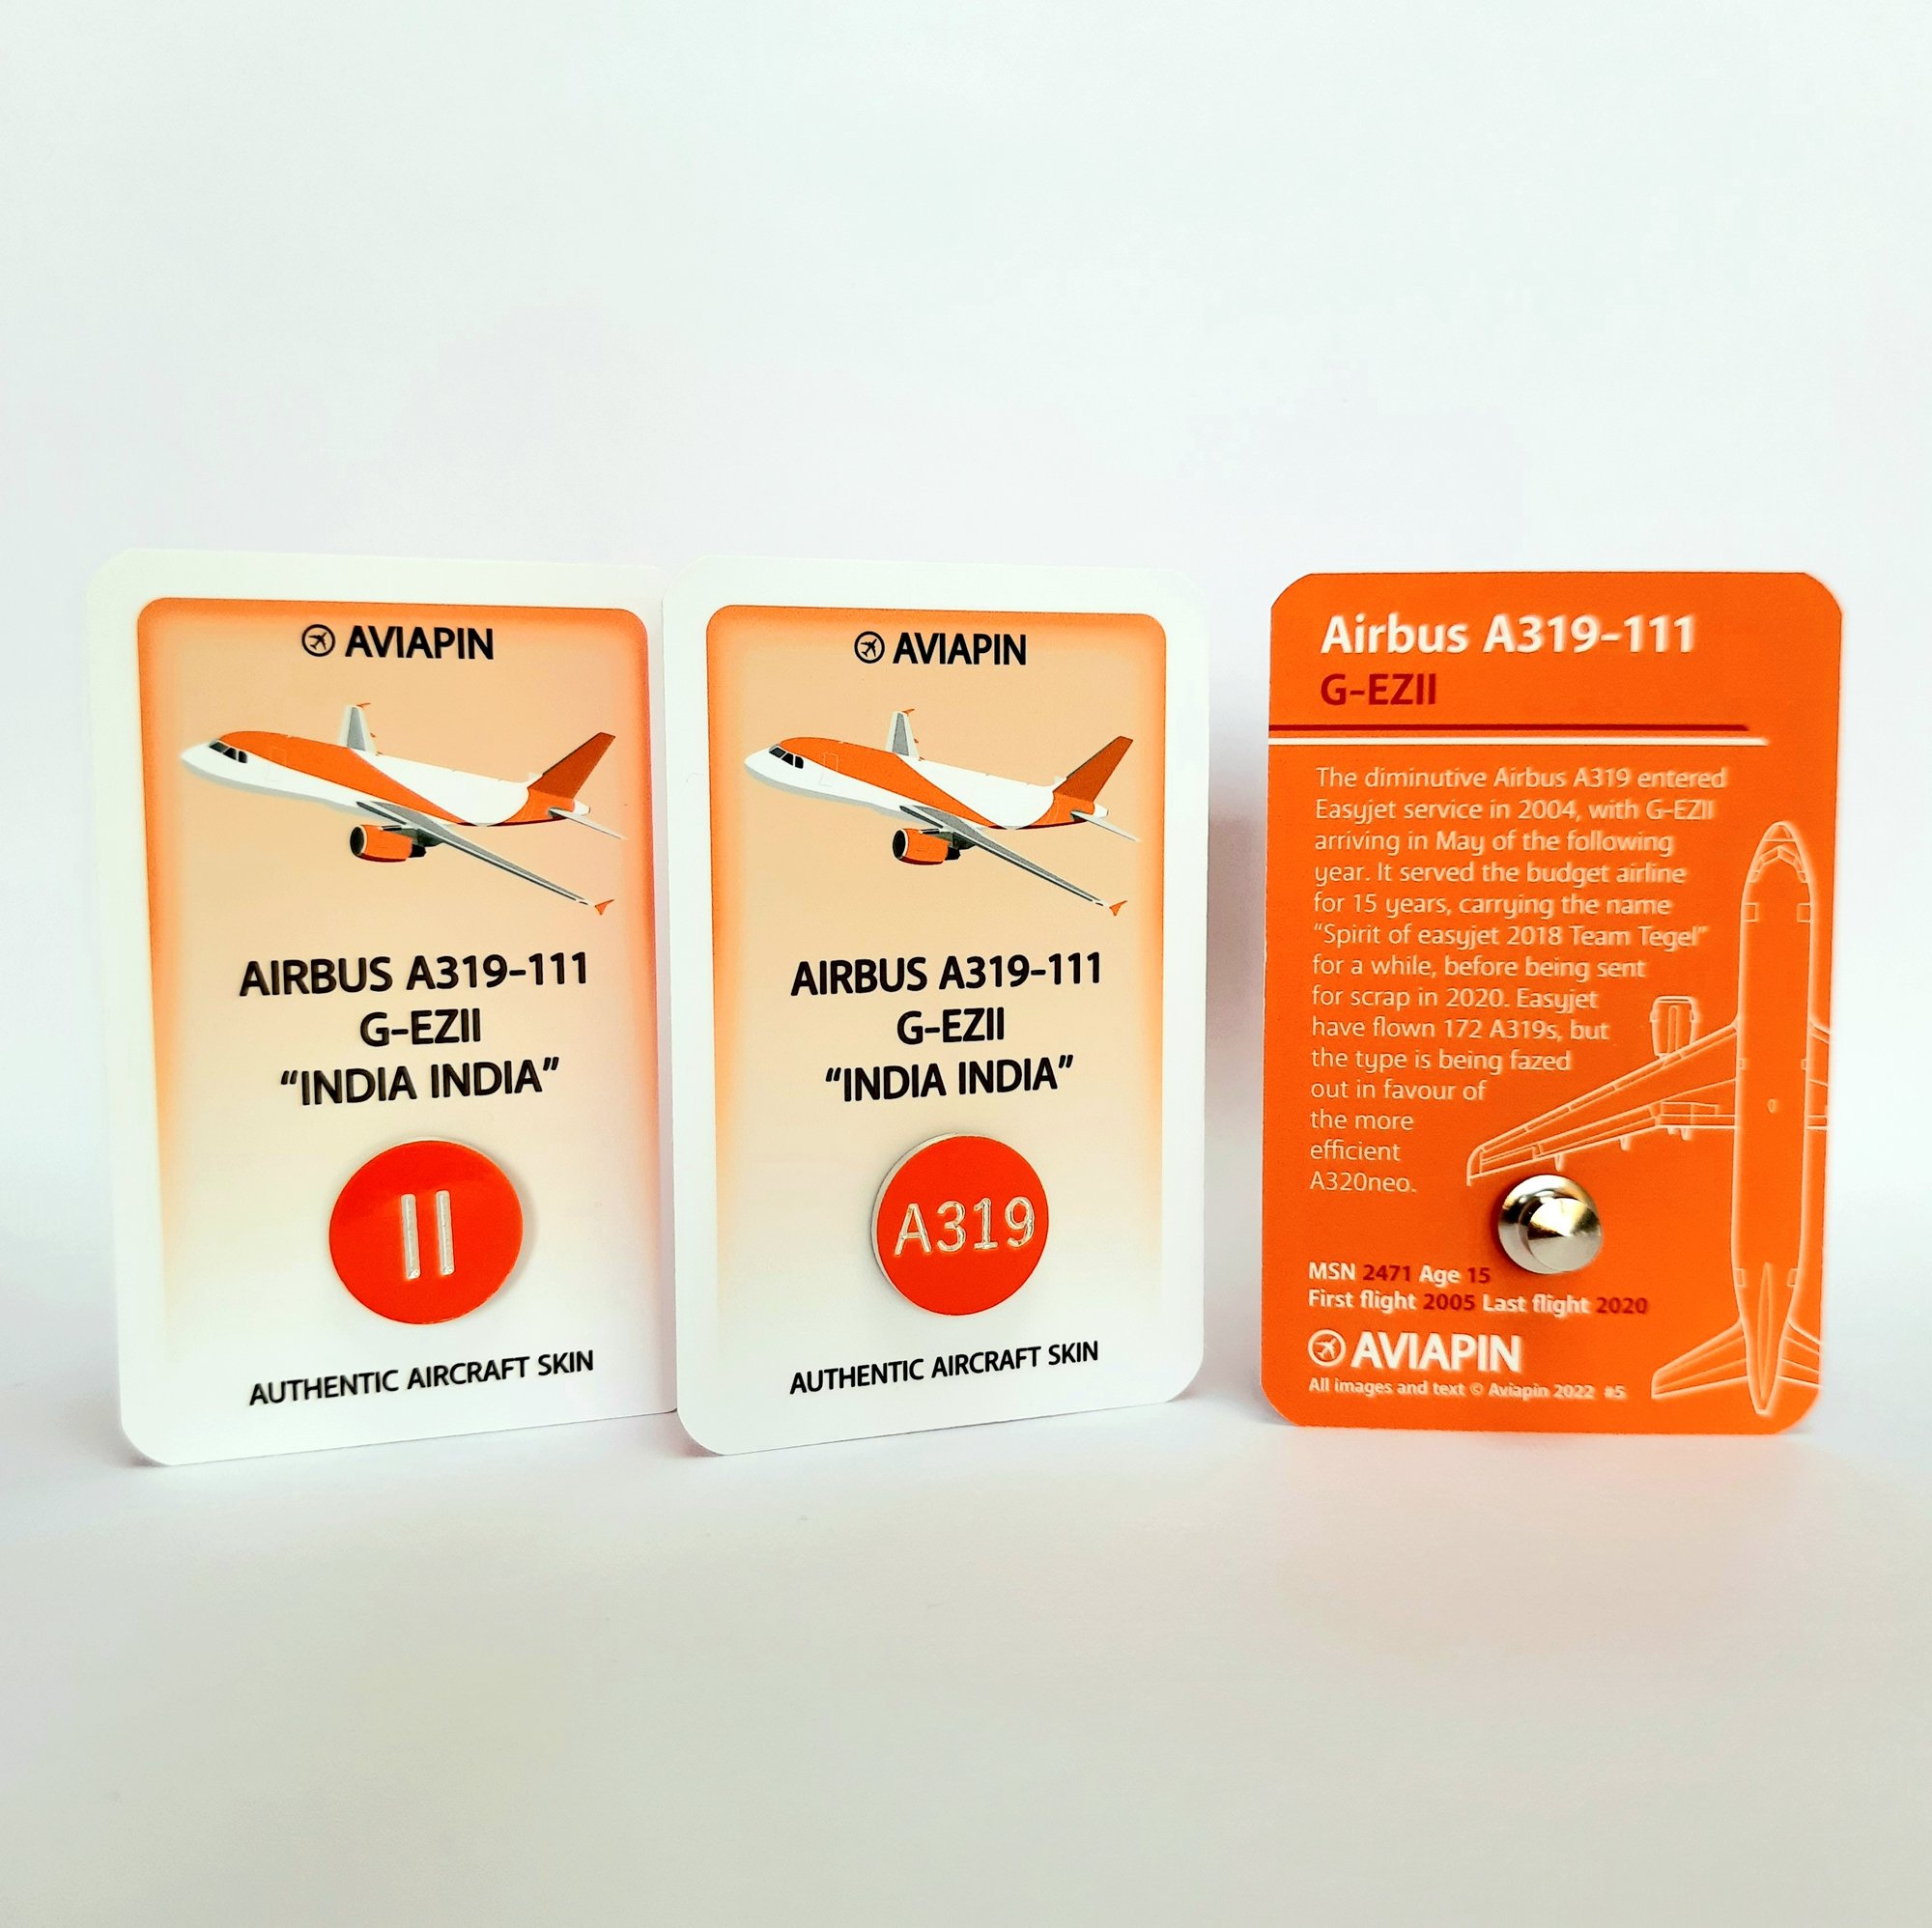 AVIAPIN
AIRBUS A319-111
G-EZII
“INDIA INDIA”
II
AUTHENTIC AIRCRAFT SKIN
AVIAPIN
AIRBUS A319-111
G-EZII
“INDIA INDIA”
A319
AUTHENTIC AIRCRAFT SKIN
Airbus A319-111
G-EZII
The diminutive Airbus A319 entered
Easyjet service in 2004, with G-EZII
arriving in May of the following
year. It served the budget airline
for 15 years, carrying the name
“Spirit of easyjet 2018 Team Tegel”
for a while, before being sent
for scrap in 2020. Easyjet
have flown 172 A319s, but
the type is being fazed
out in favour of
the more
efficient
A320neo.
MSN 2471 Age 15
First flight 2005 Last flight 2020
AVIAPIN
All images and text © Aviapin 2022 #5